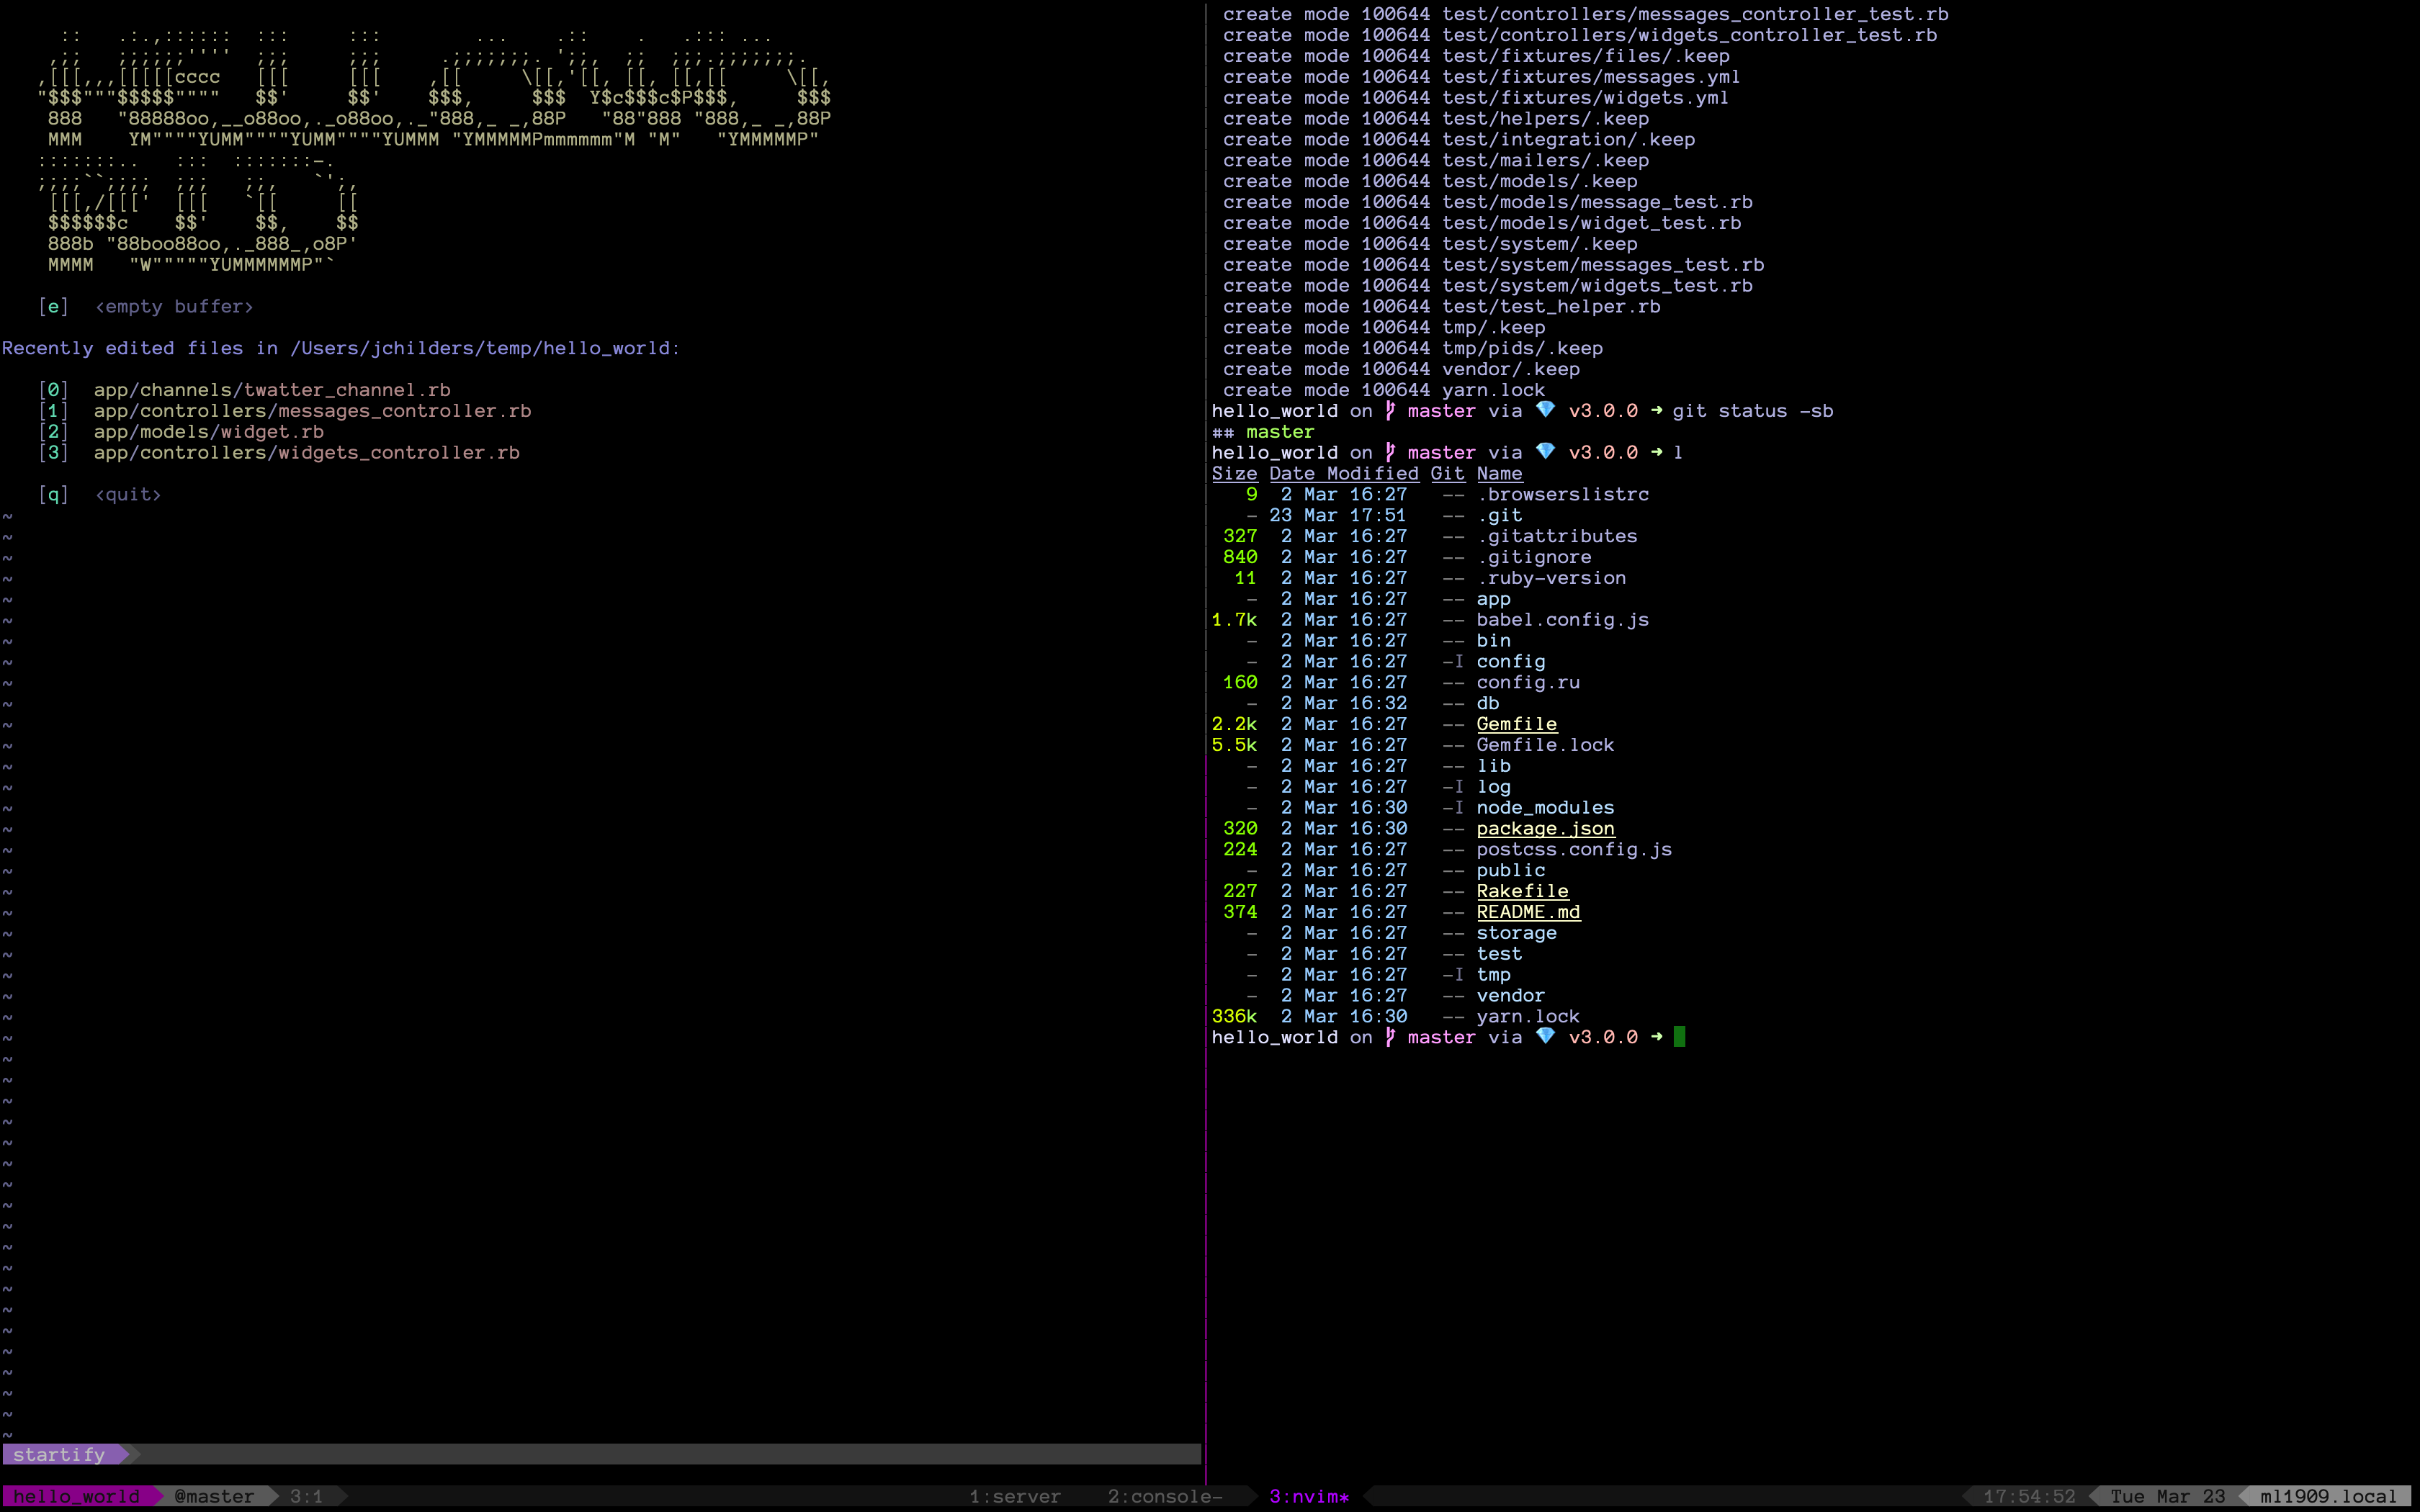 [e]  <empty buffer>
Recently edited files in /Users/jchilders/temp/hello_world:
[0]  app/channels/twatter_channel.rb
[1]  app/controllers/messages_controller.rb
[2]  app/models/widget.rb
[3]  app/controllers/widgets_controller.rb
[q]  <quit>
startify
create mode 100644 test/controllers/messages_controller_test.rb
create mode 100644 test/controllers/widgets_controller_test.rb
create mode 100644 test/fixtures/files/.keep
create mode 100644 test/fixtures/messages.yml
create mode 100644 test/fixtures/widgets.yml
create mode 100644 test/helpers/.keep
create mode 100644 test/integration/.keep
create mode 100644 test/mailers/.keep
create mode 100644 test/models/.keep
create mode 100644 test/models/message_test.rb
create mode 100644 test/models/widget_test.rb
create mode 100644 test/system/.keep
create mode 100644 test/system/messages_test.rb
create mode 100644 test/system/widgets_test.rb
create mode 100644 test/test_helper.rb
create mode 100644 tmp/.keep
create mode 100644 tmp/pids/.keep
create mode 100644 vendor/.keep
create mode 100644 yarn.lock
hello_world on master via 💎 v3.0.0 ➜ git status -sb
## master
hello_world on master via 💎 v3.0.0 ➜ l
Size Date Modified Git Name
9 2 Mar 16:27 -- .browserslistrc
- 23 Mar 17:51 -- .git
327 2 Mar 16:27 -- .gitattributes
840 2 Mar 16:27 -- .gitignore
11 2 Mar 16:27 -- .ruby-version
- 2 Mar 16:27 -- app
1.7k 2 Mar 16:27 -- babel.config.js
- 2 Mar 16:27 -- bin
- 2 Mar 16:27 -I config
160 2 Mar 16:27 -- config.ru
- 2 Mar 16:32 -- db
2.2k 2 Mar 16:27 -- Gemfile
5.5k 2 Mar 16:27 -- Gemfile.lock
- 2 Mar 16:27 -- lib
- 2 Mar 16:27 -I log
- 2 Mar 16:30 -I node_modules
320 2 Mar 16:30 -- package.json
224 2 Mar 16:27 -- postcss.config.js
- 2 Mar 16:27 -- public
227 2 Mar 16:27 -- Rakefile
374 2 Mar 16:27 -- README.md
- 2 Mar 16:27 -- storage
- 2 Mar 16:27 -- test
- 2 Mar 16:27 -I tmp
- 2 Mar 16:27 -- vendor
336k 2 Mar 16:30 -- yarn.lock
hello_world on master via 💎 v3.0.0 ➜
hello_world @master 3:1 1:server 2:console- 3:nvim* 17:54:52 Tue Mar 23 ml1909.local